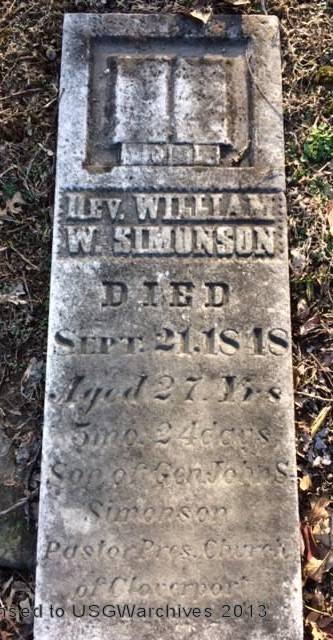 REV. WILLIAM
W. SIMONSON
DIED
SEPT. 21. 1848
Aged 27. Yrs
5mo. 24 days
Son of Gen. John S.
Simonson
Pastor Pres. Church
of Cloverport
nsed to USGWarchives 2013